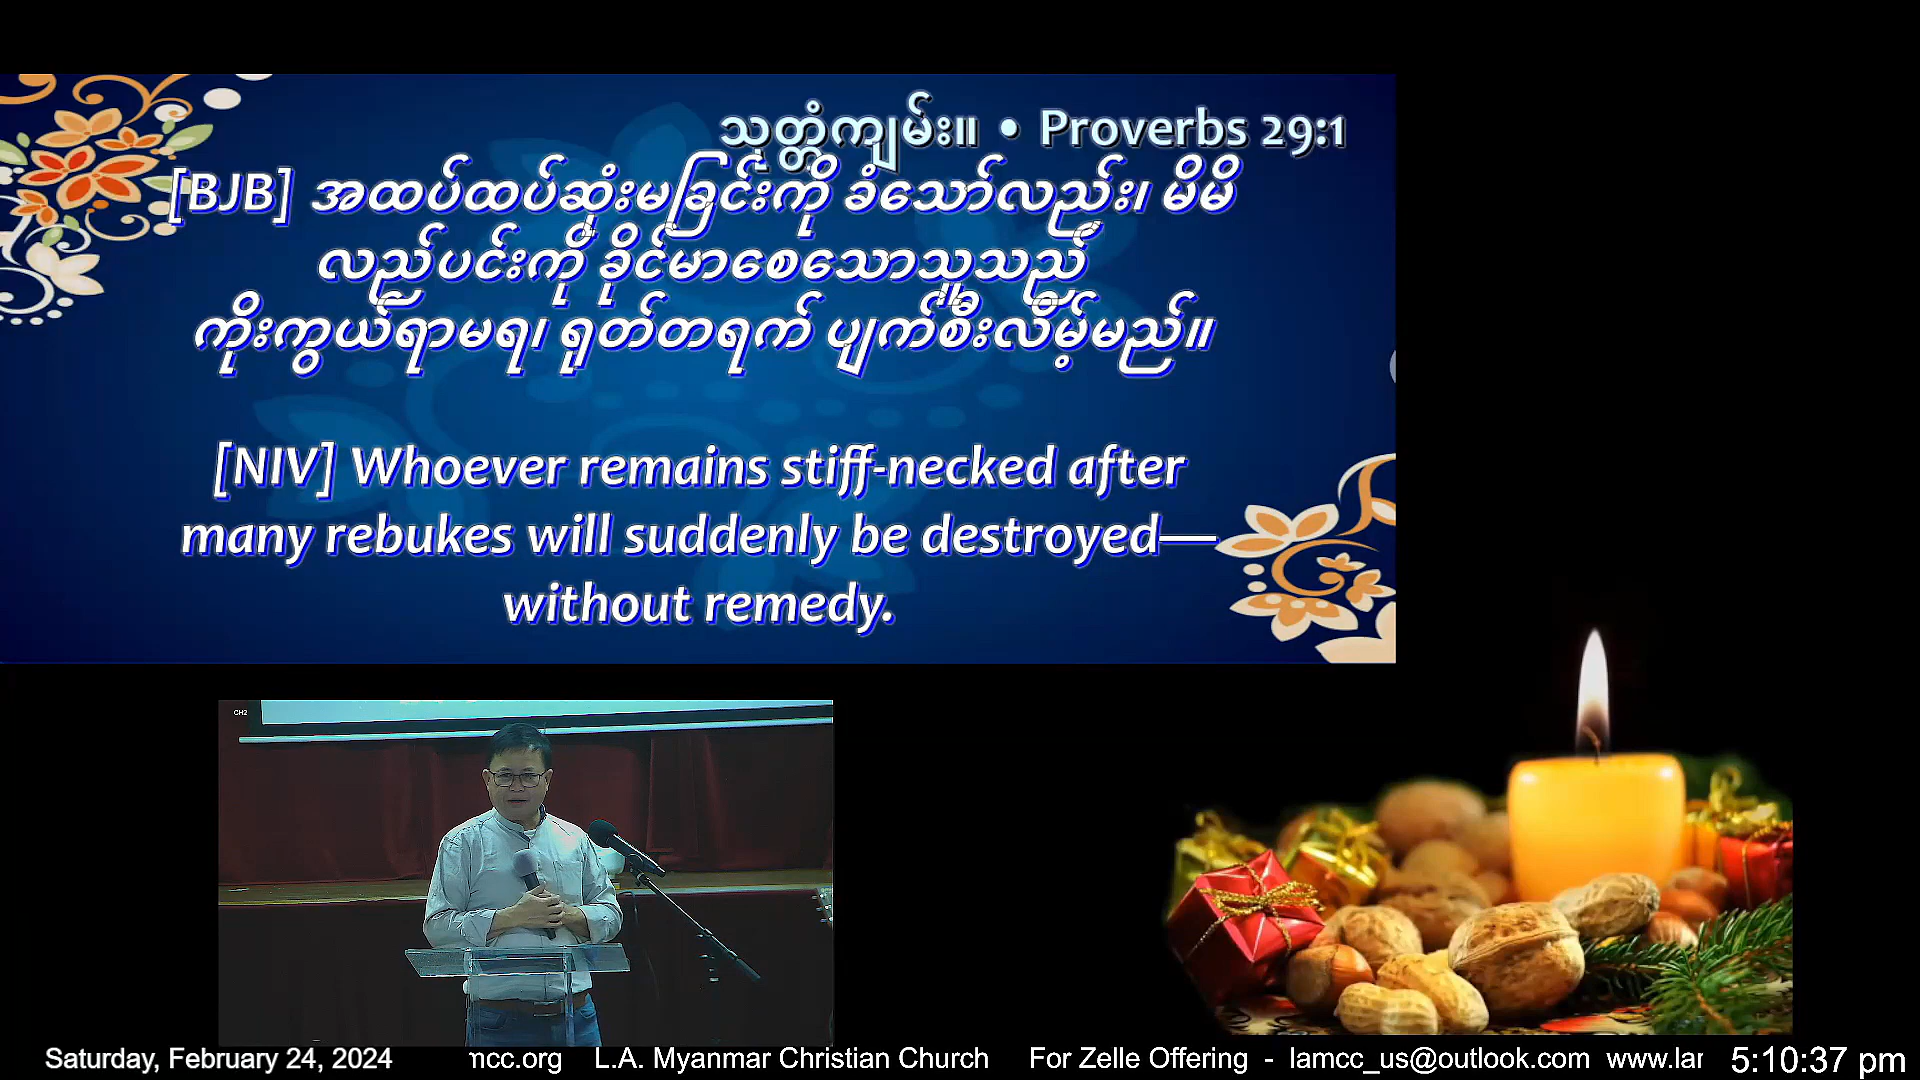 သုတ္တံကျမ်း။ • Proverbs 29:1
[BJB] အထပ်ထပ်ဆုံးမခြင်းကို ခံသော်လည်း၊ မိမိ
လည်ပင်းကို ခိုင်မာစေသောသူသည်
ကိုးကွယ်ရာမရ၊ ရုတ်တရက် ပျက်စီးလိမ့်မည်။
[NIV] Whoever remains stiff-necked after
many rebukes will suddenly be destroyed—
without remedy.
CH2
Saturday, February 24, 2024
mcc.org L.A. Myanmar Christian Church For Zelle Offering - lamcc_us@outlook.com www.lar
5:10:37 pm